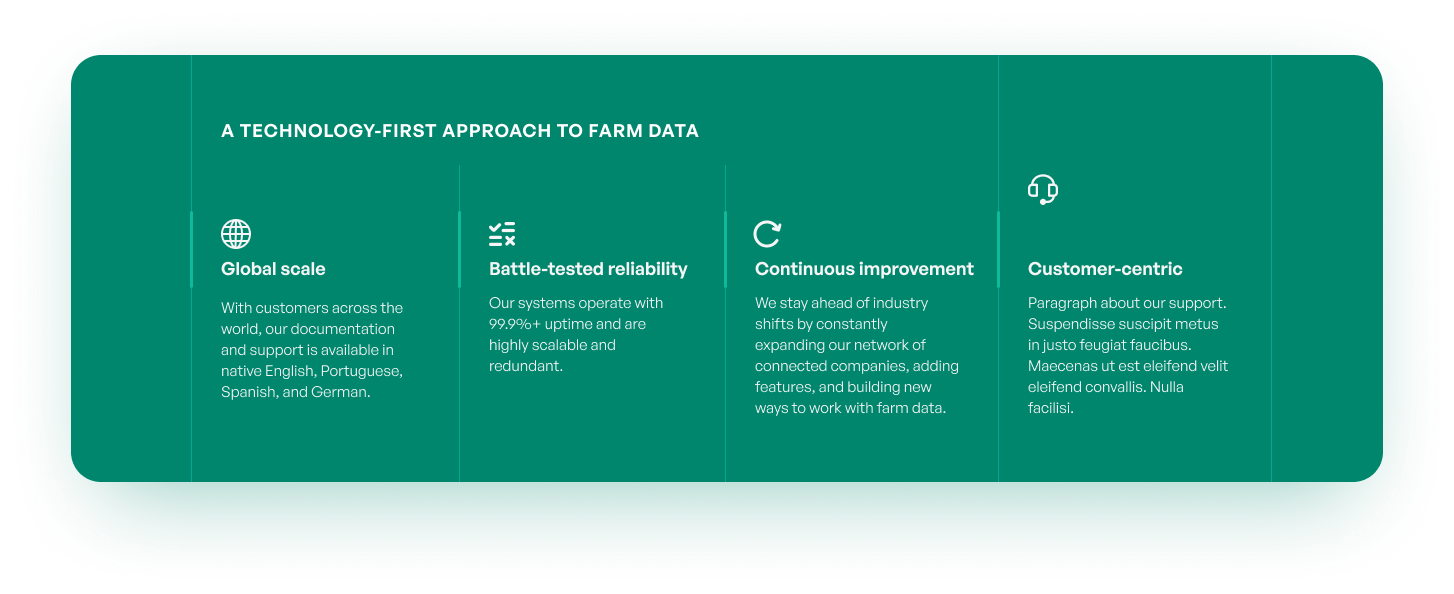 A TECHNOLOGY-FIRST APPROACH TO FARM DATA
Global scale
With customers across the
world, our documentation
and support is available in
native English, Portuguese,
Spanish, and German.
Battle-tested reliability
Our systems operate with
99.9%+ uptime and are
highly scalable and
redundant.
Continuous improvement
We stay ahead of industry
shifts by constantly
expanding our network of
connected companies, adding
features, and building new
ways to work with farm data.
Customer-centric
Paragraph about our support.
Suspendisse suscipit metus
in justo feugiat faucibus.
Maecenas ut est eleifend velit
eleifend convallis. Nulla
facilisi.